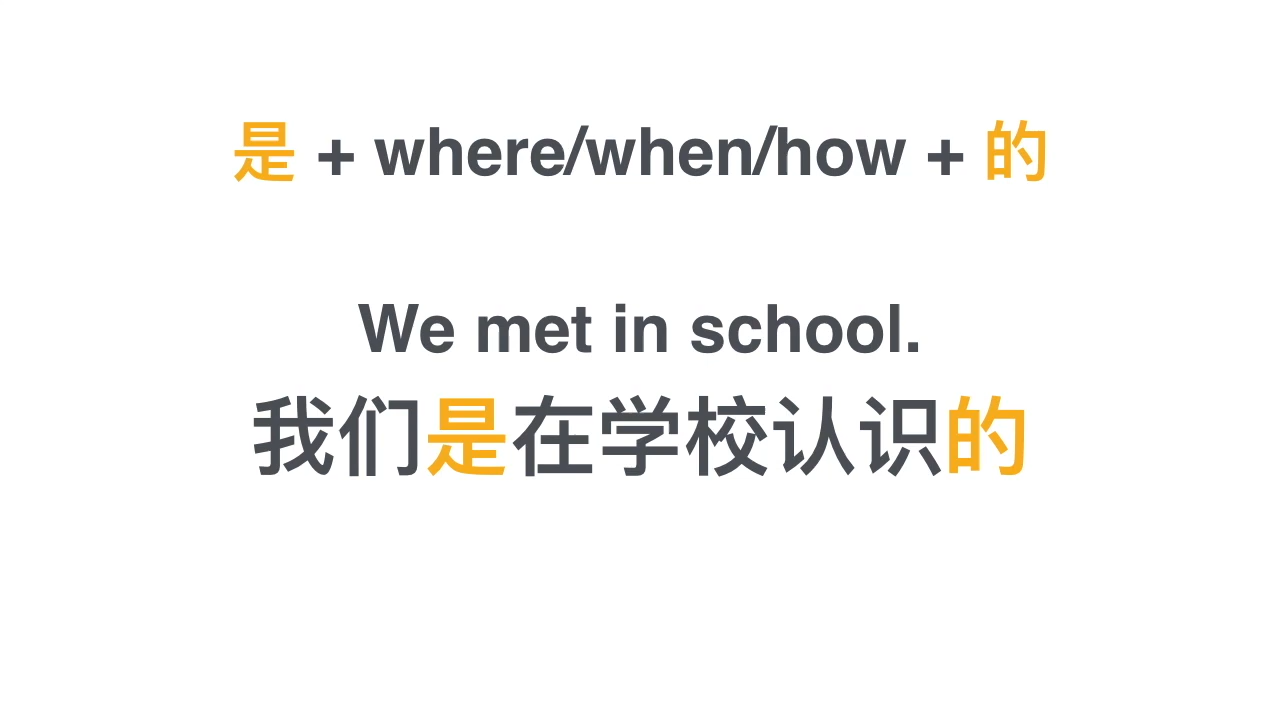 是 + where/when/how + 的
We met in school.
我们是在学校认识的